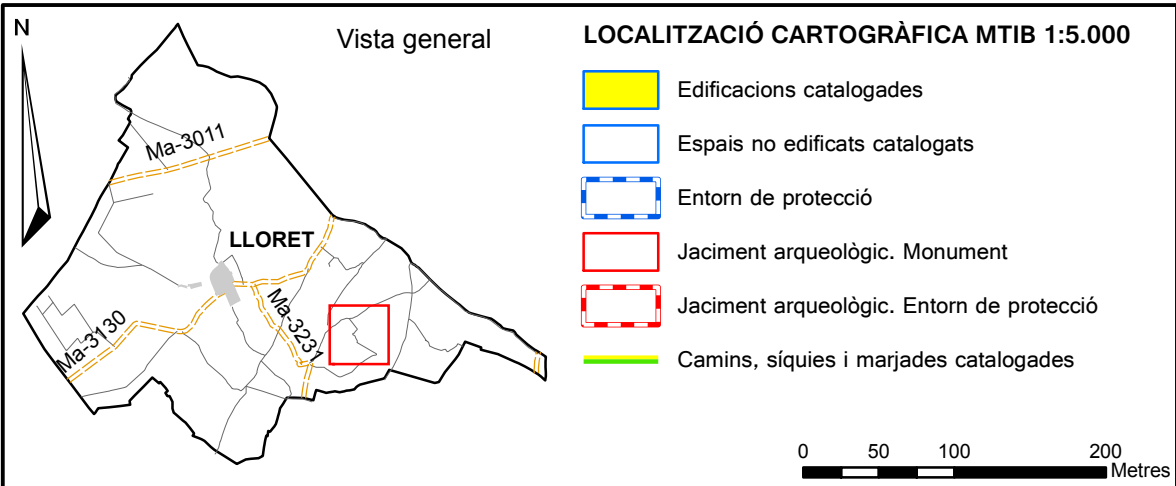 N
Vista general
Ma-3011
LLORET
Ma-3231
Ma-3130
LOCALITZACIÓ CARTOGRÀFICA MTIB 1:5.000
Edificacions catalogades
Espais no edificats catalogats
Entorn de protecció
Jaciment arqueològic. Monument
Jaciment arqueològic. Entorn de protecció
Camins, síquies i marjades catalogades
0 50 100 200
Metres